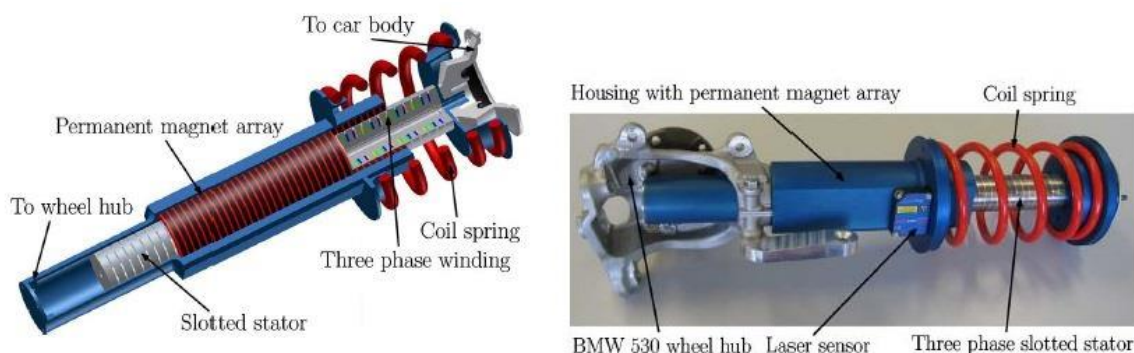 To car body
Permanent magnet array
To wheel hub
Coil spring
Three phase winding
Slotted stator
Housing with permanent magnet array
Coil spring
BMW 530 wheel hub
Laser sensor
Three phase slotted stator